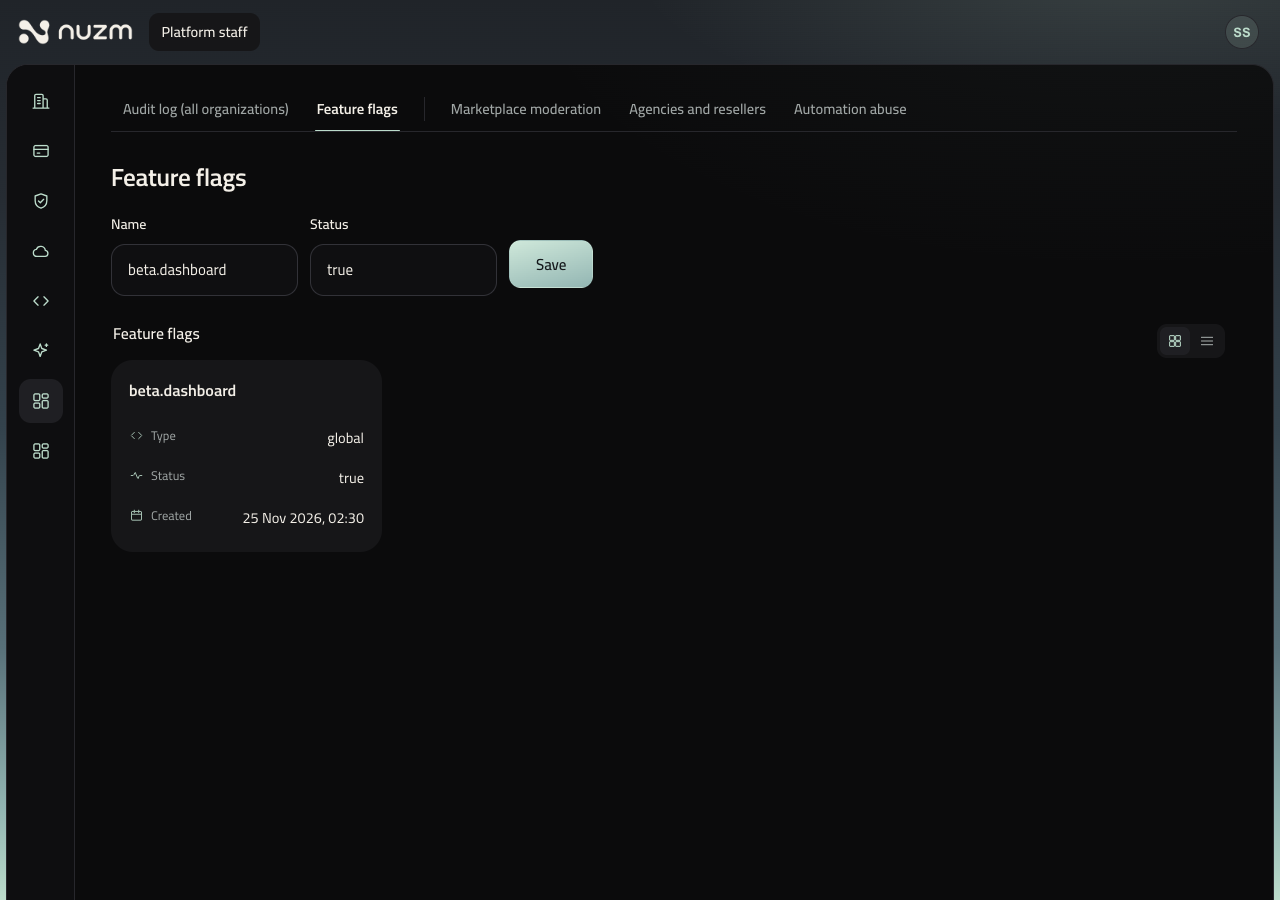 nuzm
Platform staff
SS
Audit log (all organizations)
Feature flags
Marketplace moderation
Agencies and resellers
Automation abuse
Feature flags
Name
Status
beta.dashboard
true
Save
Feature flags
beta.dashboard
Type
global
Status
true
Created
25 Nov 2026, 02:30